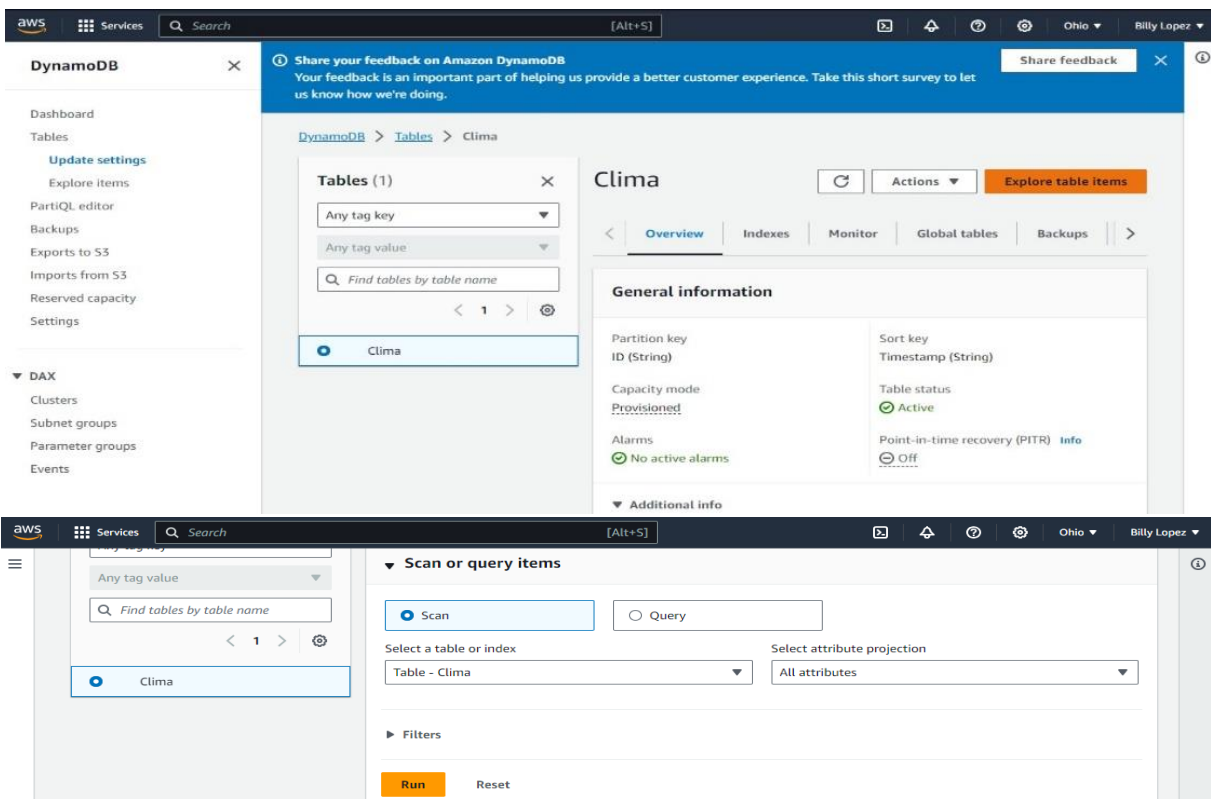 aws
Services
Search
[Alt+S]
Ohio
Billy Lopez
DynamoDB
Dashboard
Tables
Update settings
Explore items
PartiQL editor
Backups
Exports to S3
Imports from S3
Reserved capacity
Settings
DAX
Clusters
Subnet groups
Parameter groups
Events
Share your feedback on Amazon DynamoDB
Your feedback is an important part of helping us provide a better customer experience. Take this short survey to let
us know how we're doing.
Share feedback
DynamoDB > Tables > Clima
Tables (1)
Any tag key
Any tag value
Find tables by table name
1
Clima
Clima
Actions
Explore table items
Overview
Indexes
Monitor
Global tables
Backups
General information
Partition key
ID (String)
Sort key
Timestamp (String)
Capacity mode
Provisioned
Table status
Active
Alarms
No active alarms
Point-in-time recovery (PITR) Info
Off
Additional info
aws
Services
Search
[Alt+S]
Ohio
Billy Lopez
Any tag key
Any tag value
Find tables by table name
1
Clima
Scan or query items
Scan
Query
Select a table or index
Table - Clima
Select attribute projection
All attributes
Filters
Run
Reset